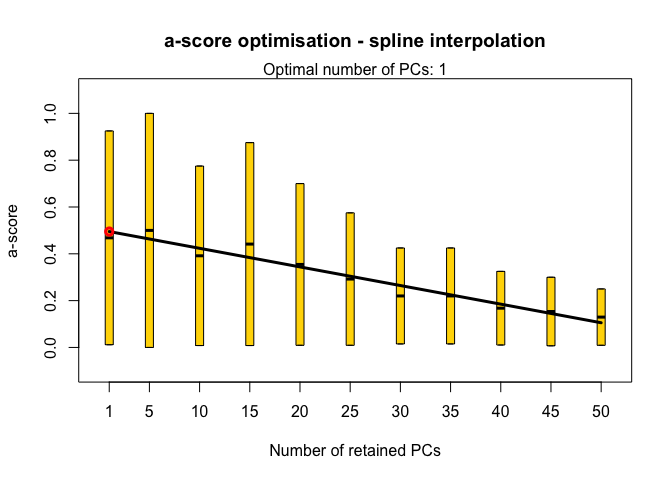 a-score optimisation - spline interpolation
Optimal number of PCs: 1
a-score
1.0
0.8
0.6
0.4
0.2
0.0
1 5 10 15 20 25 30 35 40 45 50
Number of retained PCs